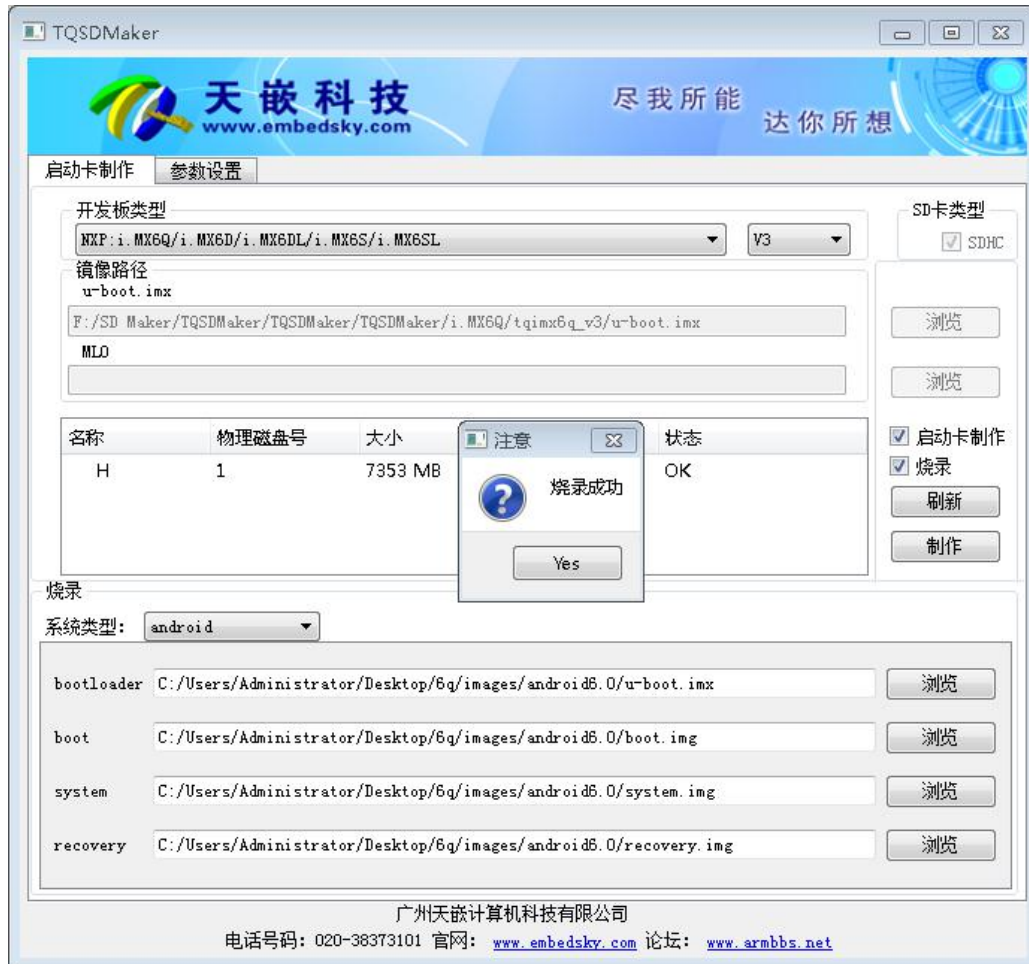 TQSDMaker
天嵌科技
www.embedsky.com
尽我所能
达你所想
启动卡制作 参数设置
开发板类型
NXP:i.MX6Q/i.MX6D/i.MX6DL/i.MX6S/i.MX6SL V3
SD卡类型
SDHC
镜像路径
u-boot.imx
F:/SD Maker/TQSDMaker/TQSDMaker/TQSDMaker/i.MX6Q/tqimx6q_v3/u-boot.imx 浏览
MLO
浏览
名称 物理磁盘号 大小 状态
H 1 7353 MB OK
注意
烧录成功
Yes
启动卡制作
烧录
刷新
制作
烧录
系统类型: android
bootloader C:/Users/Administrator/Desktop/6q/images/android6.0/u-boot.imx 浏览
boot C:/Users/Administrator/Desktop/6q/images/android6.0/boot.img 浏览
system C:/Users/Administrator/Desktop/6q/images/android6.0/system.img 浏览
recovery C:/Users/Administrator/Desktop/6q/images/android6.0/recovery.img 浏览
广州天嵌计算机科技有限公司
电话号码: 020-38373101 官网: www.embedsky.com 论坛: www.armbbs.net